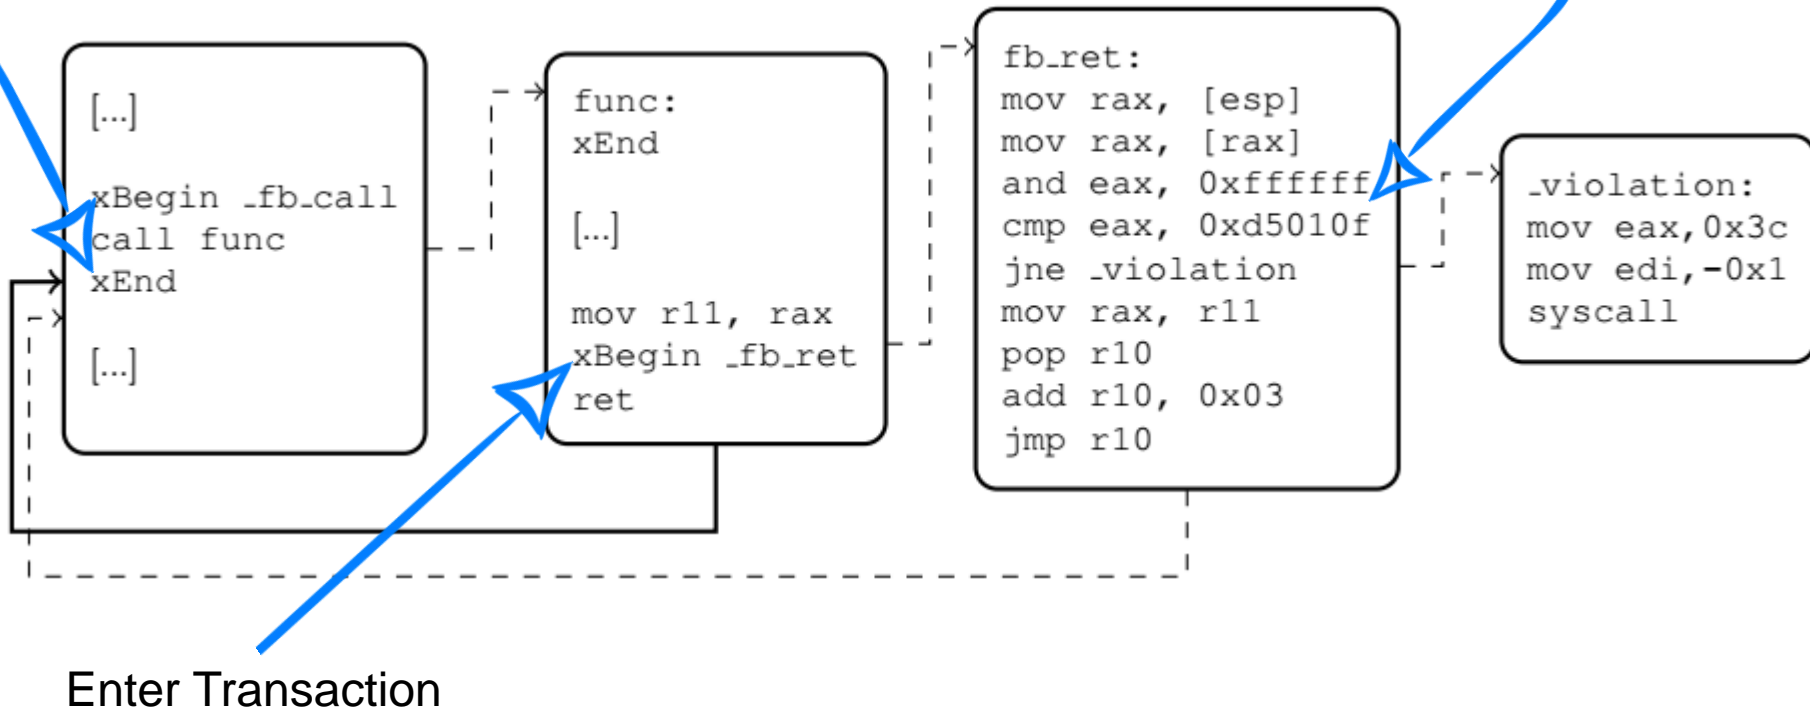 [...]
xBegin _fb_call
call func
xEnd
[...]
func:
xEnd
[...]
mov r11, rax
xBegin _fb_ret
ret
fb_ret:
mov rax, [esp]
mov rax, [rax]
and eax, 0xffffff
cmp eax, 0xd5010f
jne _violation
mov rax, r11
pop r10
add r10, 0x03
jmp r10
_violation:
mov eax,0x3c
mov edi,-0x1
syscall
Enter Transaction